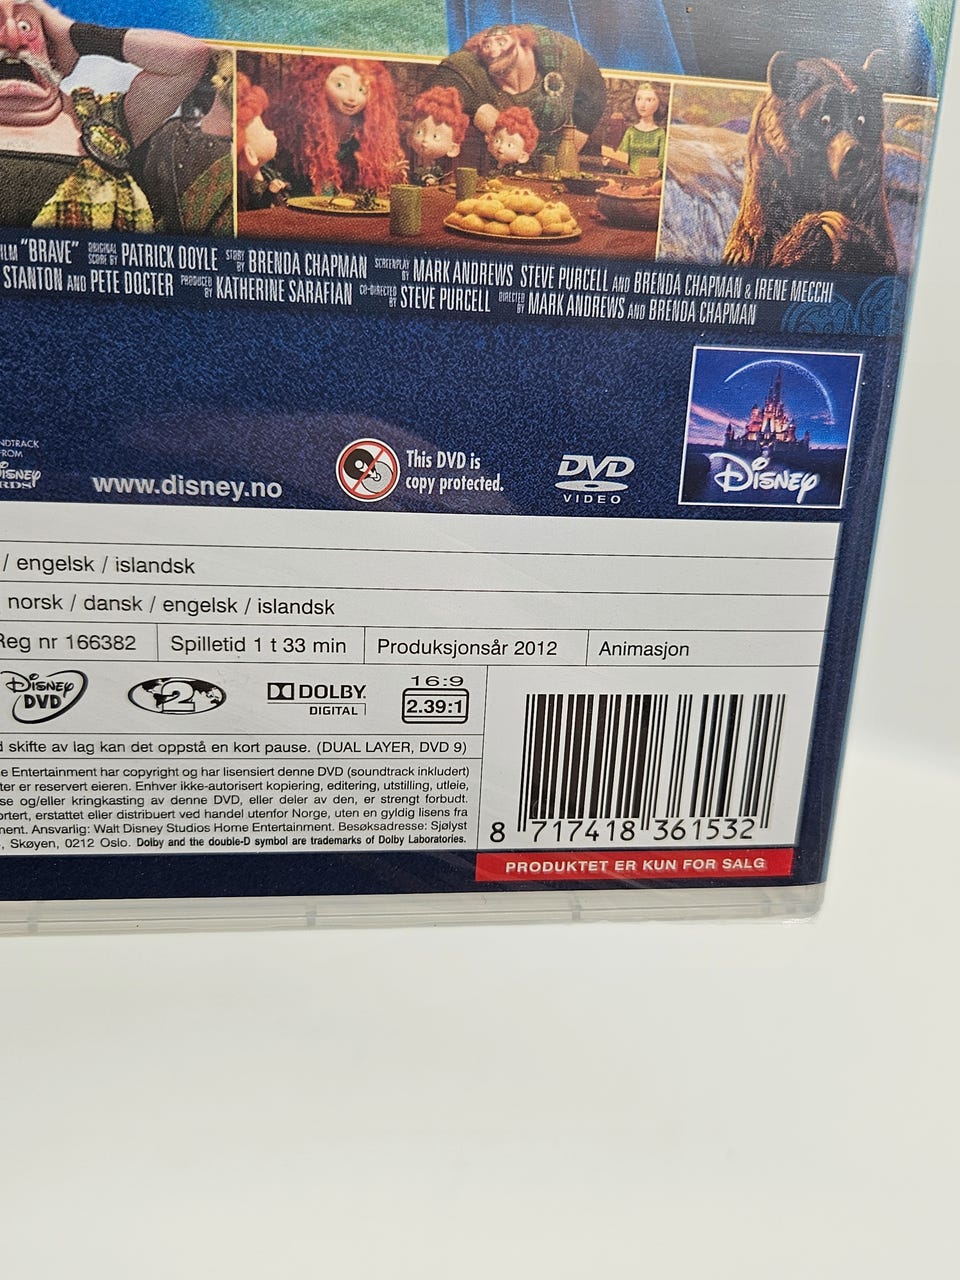 "BRAVE" ORIGINAL SCORE BY PATRICK DOYLE STORY BY BRENDA CHAPMAN SCREENPLAY BY MARK ANDREWS STEVE PURCELL AND BRENDA CHAPMAN & IRENE MECCHI
STANTON AND PETE DOCTER PRODUCED BY KATHERINE SARAFIAN CO-DIRECTED BY STEVE PURCELL DIRECTED BY MARK ANDREWS AND BRENDA CHAPMAN
www.disney.no
This DVD is
copy protected.
DVD
VIDEO
DISNEY
/ engelsk / islandsk
norsk / dansk / engelsk / islandsk
Reg nr 166382 Spilletid 1 t 33 min Produksjonsår 2012 Animasjon
DISNEY
DVD
2
DOLBY
DIGITAL
16:9
2.39:1
skifte av lag kan det oppstå en kort pause. (DUAL LAYER, DVD 9)
Entertainment har copyright og har lisensiert denne DVD (soundtrack inkludert)
er reservert eieren. Enhver ikke-autorisert kopiering, editering, utstilling, utleie,
og/eller kringkasting av denne DVD, eller deler av den, er strengt forbudt.
erstattet eller distribuert ved handel utenfor Norge, uten en gyldig lisens fra
Ansvarlig: Walt Disney Studios Home Entertainment. Besøksadresse: Sjølyst
Skøyen, 0212 Oslo. Dolby and the double-D symbol are trademarks of Dolby Laboratories.
8 717418 361532
PRODUKTET ER KUN FOR SALG